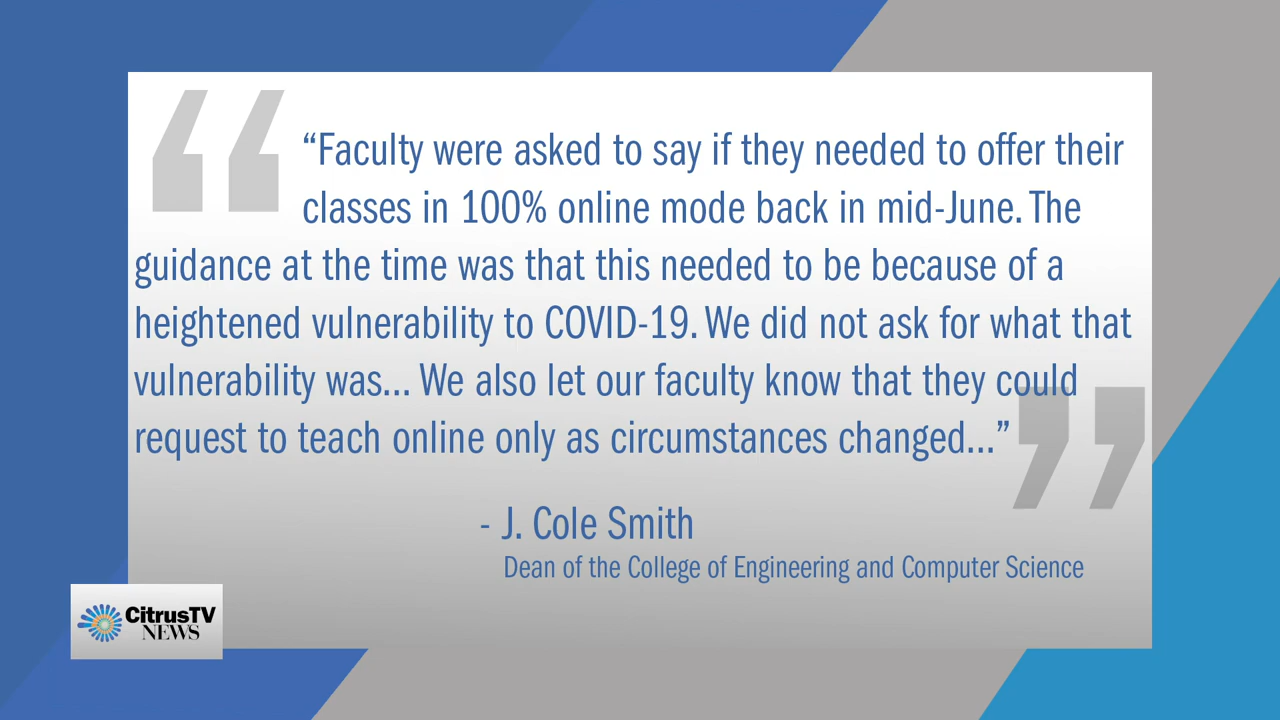 “Faculty were asked to say if they needed to offer their
classes in 100% online mode back in mid-June. The
guidance at the time was that this needed to be because of a
heightened vulnerability to COVID-19. We did not ask for what that
vulnerability was... We also let our faculty know that they could
request to teach online only as circumstances changed...”
- J. Cole Smith
Dean of the College of Engineering and Computer Science
CitrusTV
NEWS